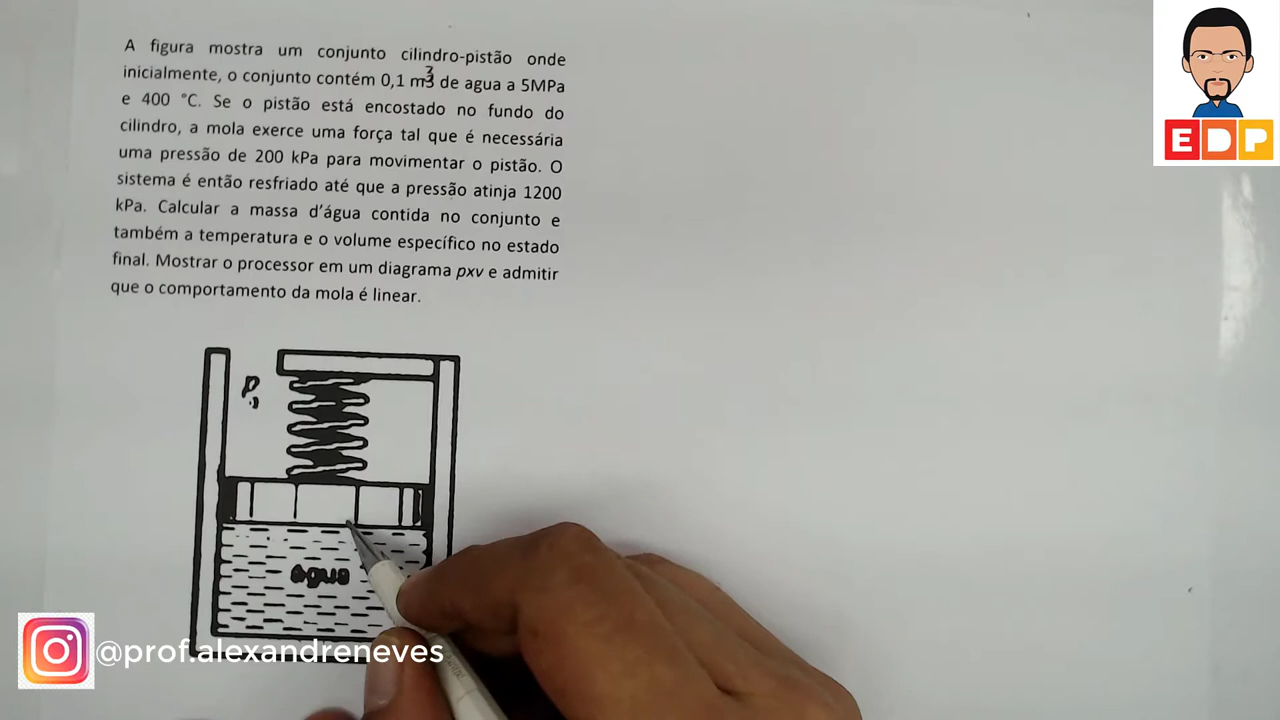 A figura mostra um conjunto cilindro-pistão onde
inicialmente, o conjunto contém 0,1 m3 de agua a 5MPa
e 400 °C. Se o pistão está encostado no fundo do
cilindro, a mola exerce uma força tal que é necessária
uma pressão de 200 kPa para movimentar o pistão. O
sistema é então resfriado até que a pressão atinja 1200
kPa. Calcular a massa d'água contida no conjunto e
também a temperatura e o volume específico no estado
final. Mostrar o processor em um diagrama pxv e admitir
que o comportamento da mola é linear.
água
EDP
@prof.alexandreneves